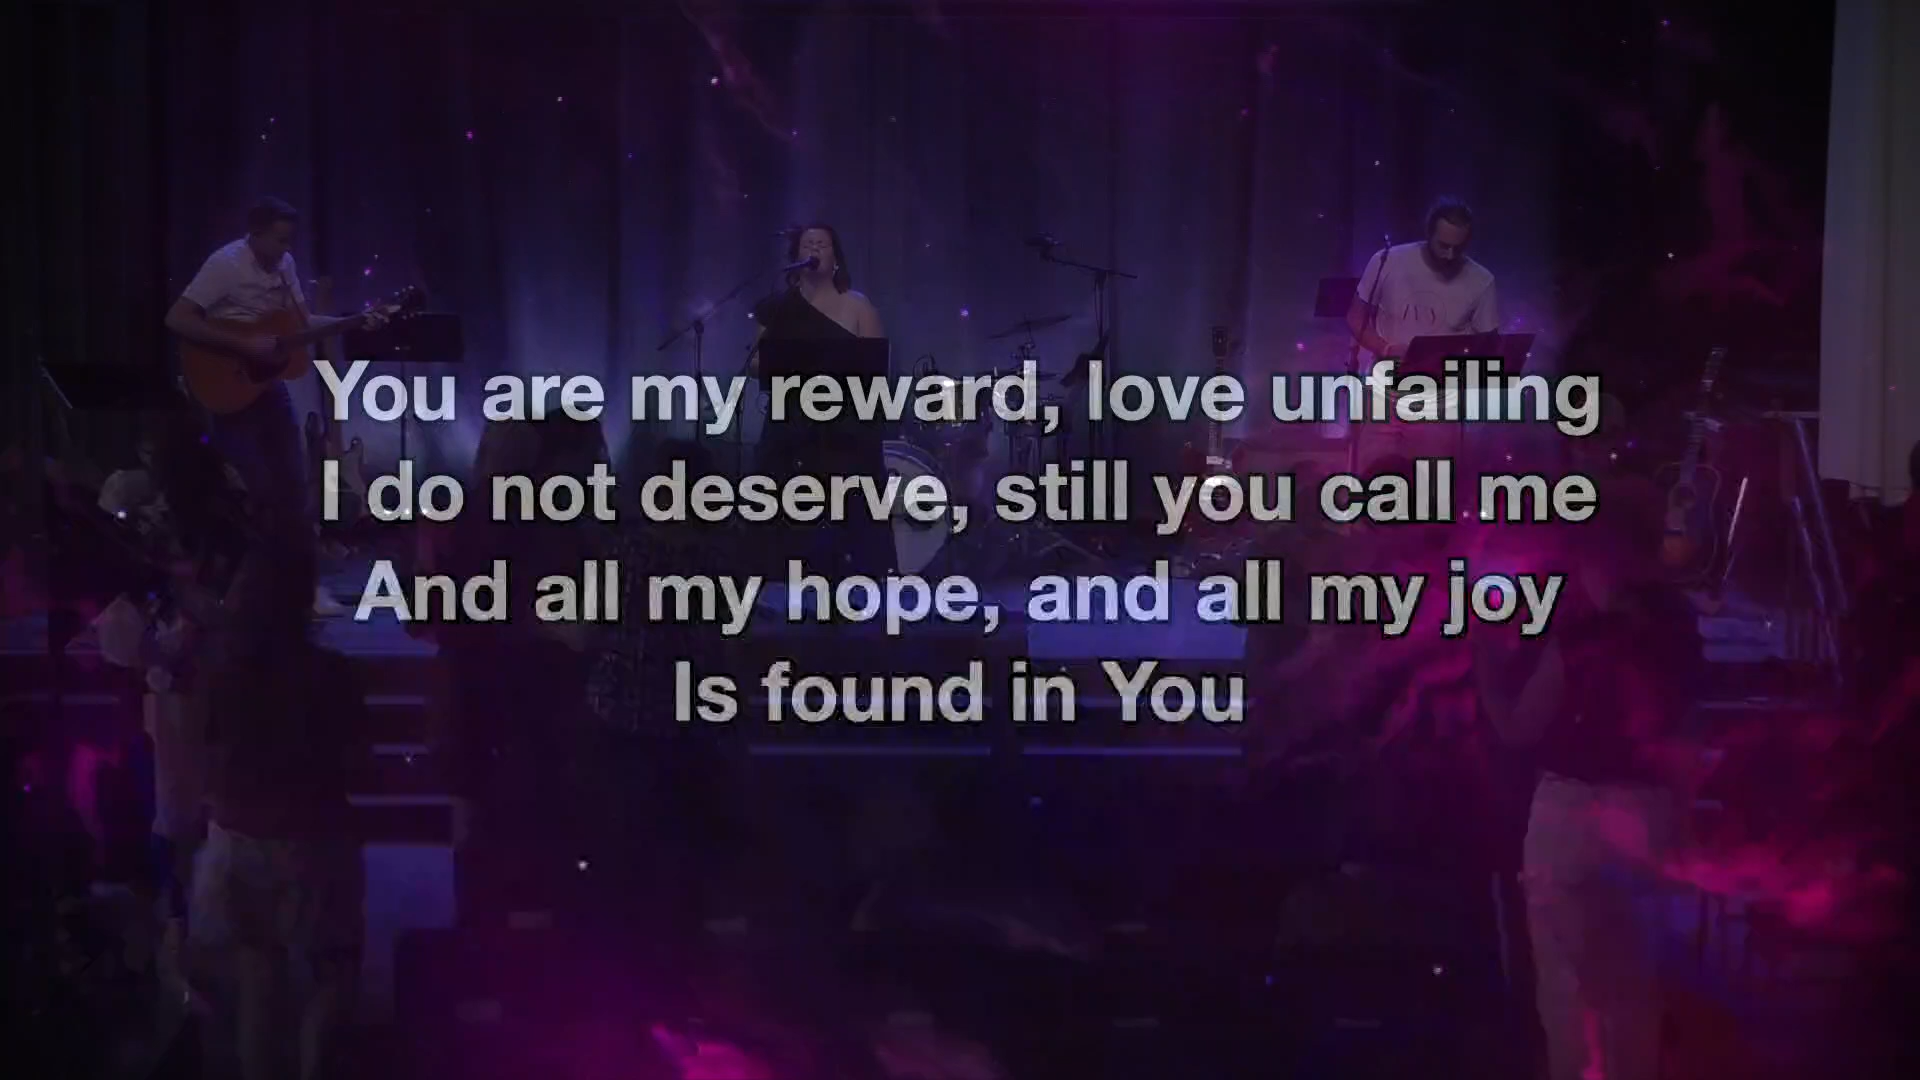 You are my reward, love unfailing
I do not deserve, still you call me
And all my hope, and all my joy
Is found in You